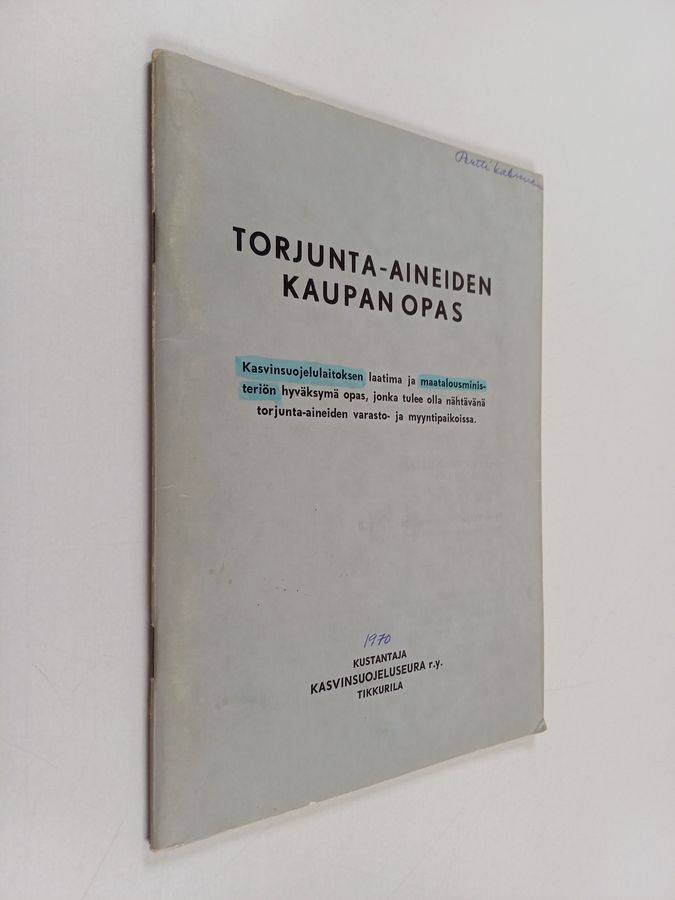 Pertti
TORJUNTA-AINEIDEN
KAUPAN OPAS
Kasvinsuojelulaitoksen laatima ja maatalousminis-
teriön hyväksymä opas, jonka tulee olla nähtävänä
torjunta-aineiden varasto- ja myyntipaikoissa.
1970
KUSTANTAJA
KASVINSUOJELUSEURA r.y.
TIKKURILA